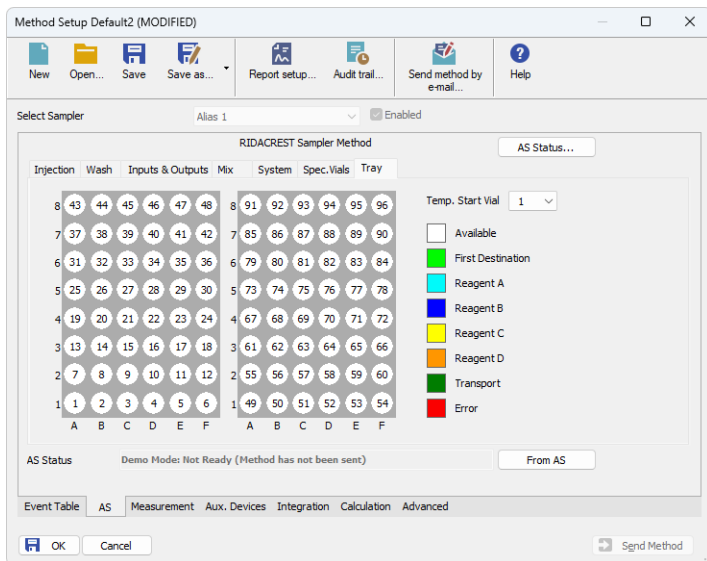 Method Setup Default2 (MODIFIED)
New Open... Save Save as... Report setup... Audit trail... Send method by e-mail... Help
Select Sampler Alias 1 Enabled
RIDACREST Sampler Method AS Status...
Injection Wash Inputs & Outputs Mix System Spec.Vials Tray
Temp. Start Vial 1
8 43 44 45 46 47 48 8 91 92 93 94 95 96
7 37 38 39 40 41 42 7 85 86 87 88 89 90
6 31 32 33 34 35 36 6 79 80 81 82 83 84
5 25 26 27 28 29 30 5 73 74 75 76 77 78
4 19 20 21 22 23 24 4 67 68 69 70 71 72
3 13 14 15 16 17 18 3 61 62 63 64 65 66
2 7 8 9 10 11 12 2 55 56 57 58 59 60
1 1 2 3 4 5 6 1 49 50 51 52 53 54
A B C D E F A B C D E F
Available
First Destination
Reagent A
Reagent B
Reagent C
Reagent D
Transport
Error
AS Status Demo Mode: Not Ready (Method has not been sent) From AS
Event Table AS Measurement Aux. Devices Integration Calculation Advanced
OK Cancel Send Method